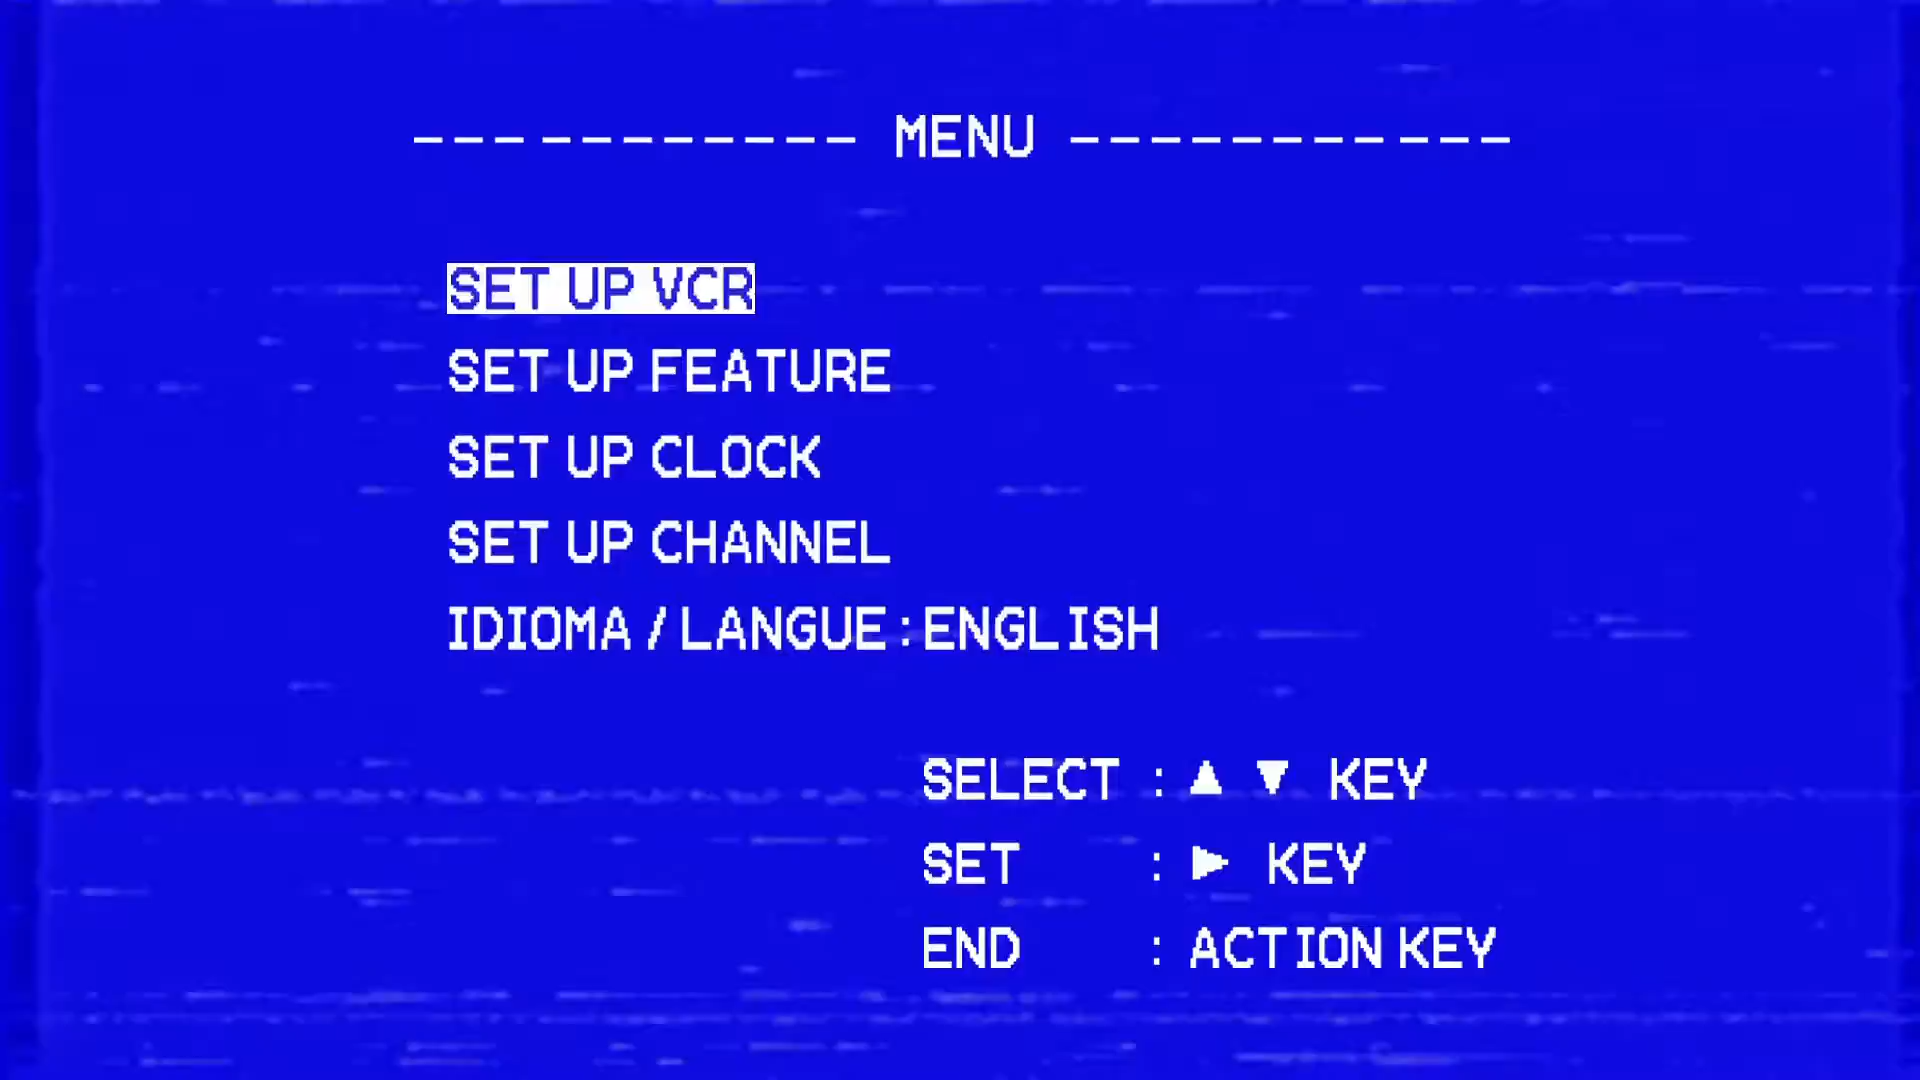 ----------- MENU -----------
SET UP VCR
SET UP FEATURE
SET UP CLOCK
SET UP CHANNEL
IDIOMA / LANGUE : ENGLISH
SELECT : ▲ ▼ KEY
SET : ► KEY
END : ACTION KEY